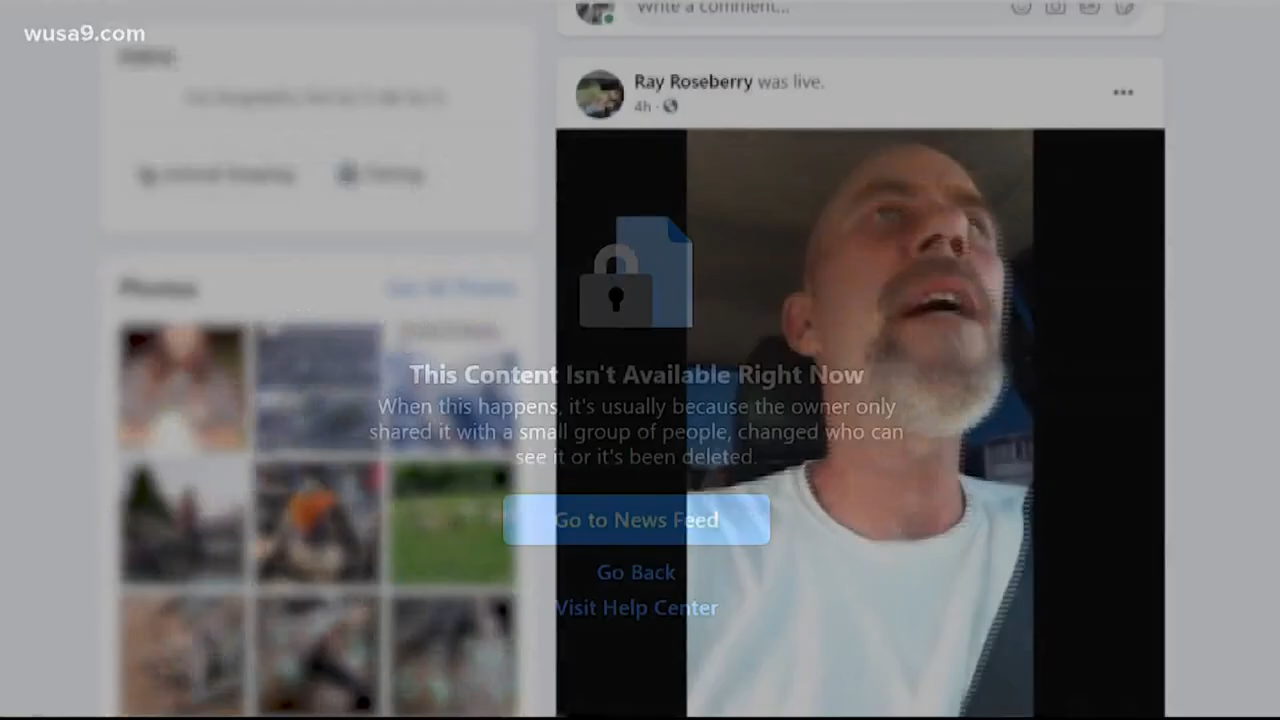 wusa9.com
Write a comment...
Ray Roseberry was live.
4h ·
Photos
This Content Isn't Available Right Now
When this happens, it's usually because the owner only
shared it with a small group of people, changed who can
see it or it's been deleted.
Go to News Feed
Go Back
Visit Help Center